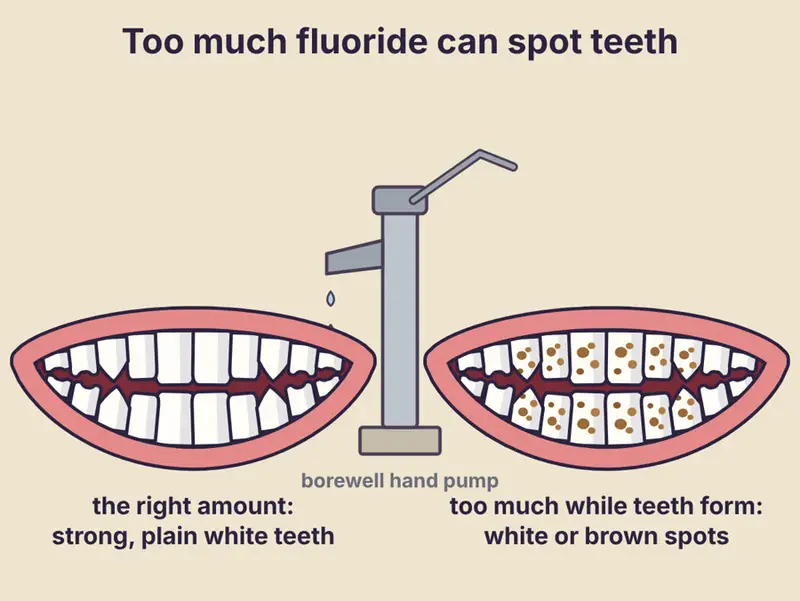 Too much fluoride can spot teeth
borewell hand pump
the right amount:
strong, plain white teeth
too much while teeth form:
white or brown spots